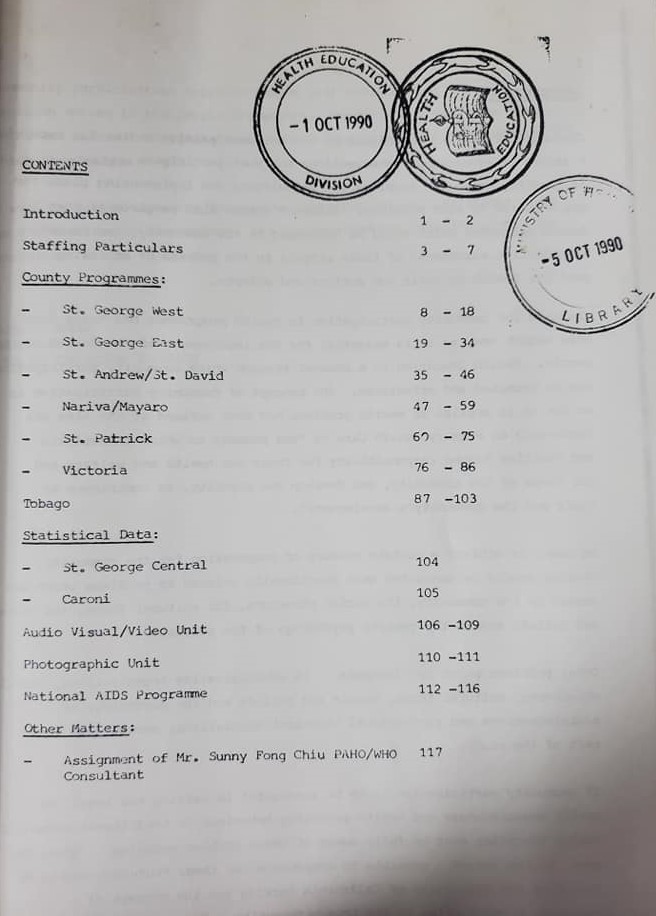 HEALTH EDUCATION
-1 OCT 1990
DIVISION
HEALTH
EDUCATION
MINISTRY OF
-5 OCT 1990
LIBRARY
CONTENTS
Introduction 1 - 2
Staffing Particulars 3 - 7
County Programmes:
- St. George West 8 - 18
- St. George East 19 - 34
- St. Andrew/St. David 35 - 46
- Nariva/Mayaro 47 - 59
- St. Patrick 60 - 75
- Victoria 76 - 86
Tobago 87 -103
Statistical Data:
- St. George Central 104
- Caroni 105
Audio Visual/Video Unit 106 -109
Photographic Unit 110 -111
National AIDS Programme 112 -116
Other Matters:
- Assignment of Mr. Sunny Fong Chiu PAHO/WHO 117
Consultant